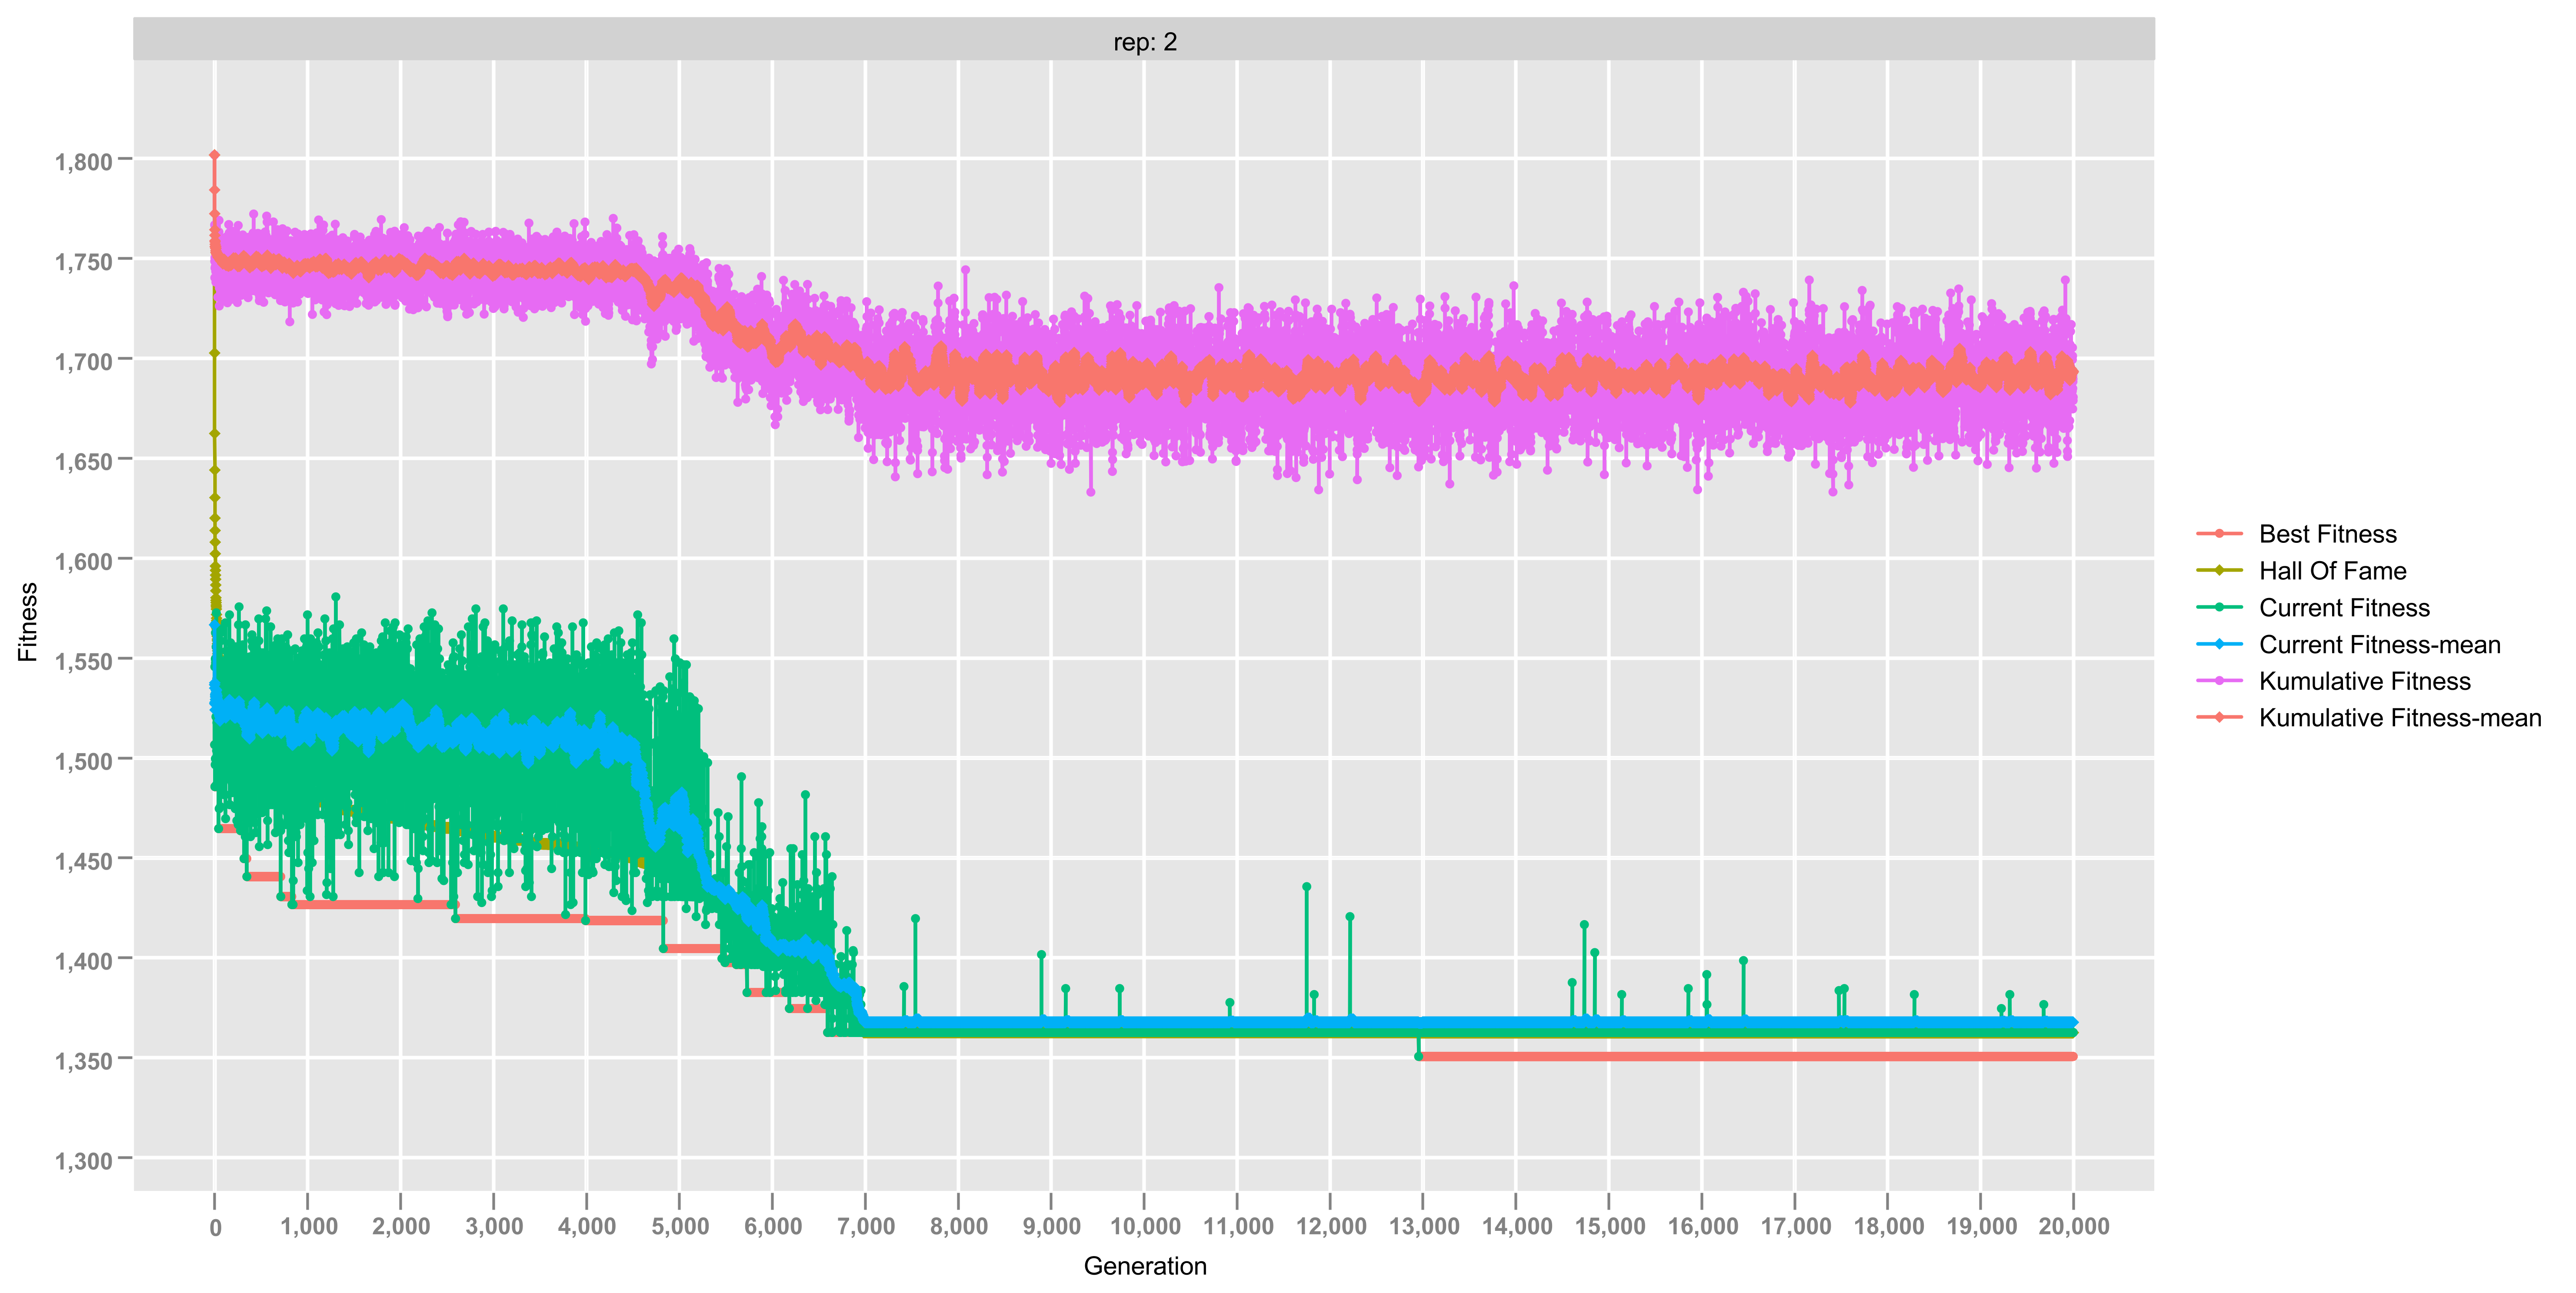 rep: 2
1,800
1,750
1,700
1,650
1,600
1,550
1,500
1,450
1,400
1,350
1,300
Fitness
0 1,000 2,000 3,000 4,000 5,000 6,000 7,000 8,000 9,000 10,000 11,000 12,000 13,000 14,000 15,000 16,000 17,000 18,000 19,000 20,000
Generation
Best Fitness
Hall Of Fame
Current Fitness
Current Fitness-mean
Kumulative Fitness
Kumulative Fitness-mean